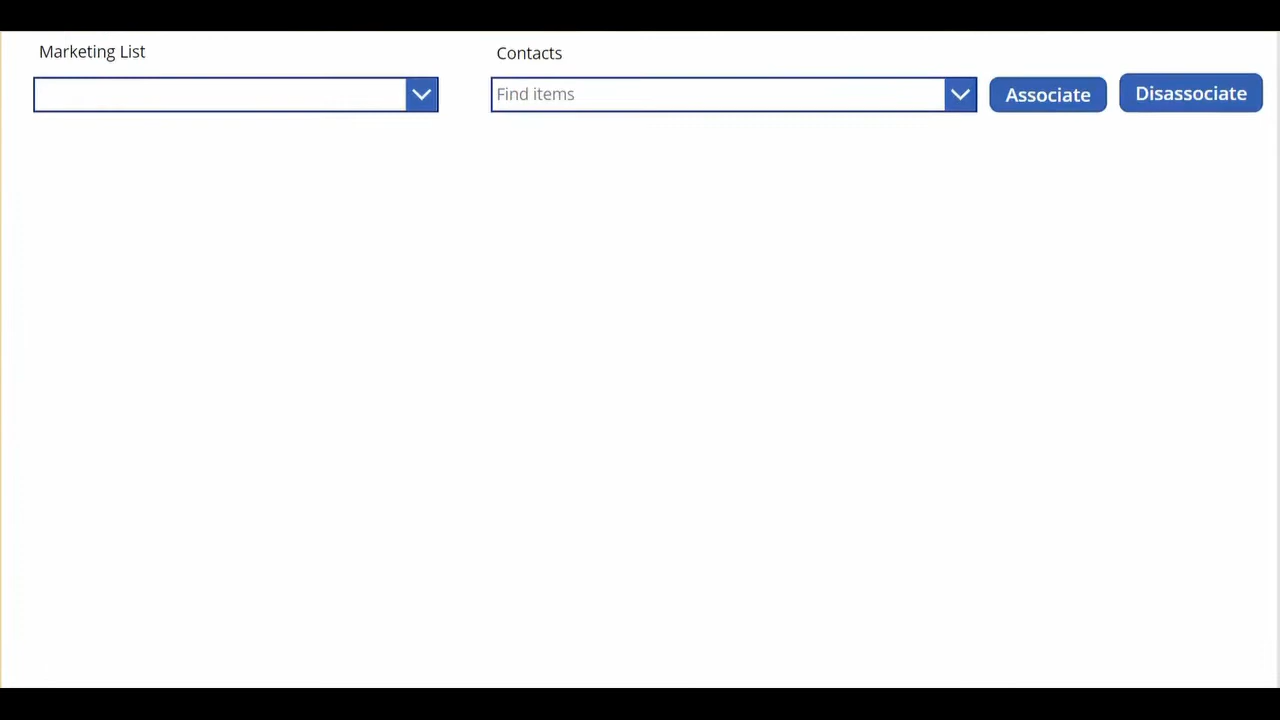 Marketing List
Contacts
Find items
Associate
Disassociate